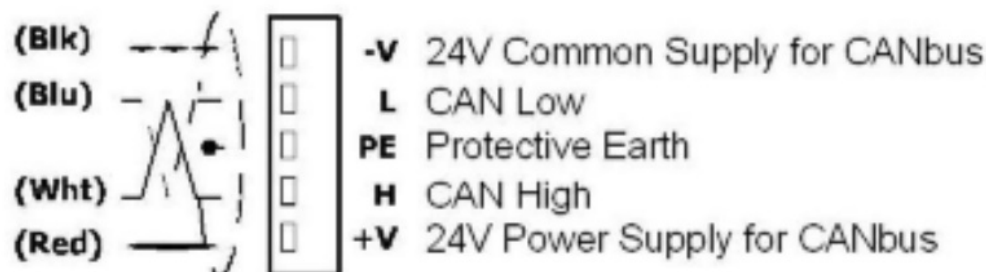 (Blk) -V 24V Common Supply for CANbus
(Blu) L CAN Low
PE Protective Earth
(Wht) H CAN High
(Red) +V 24V Power Supply for CANbus